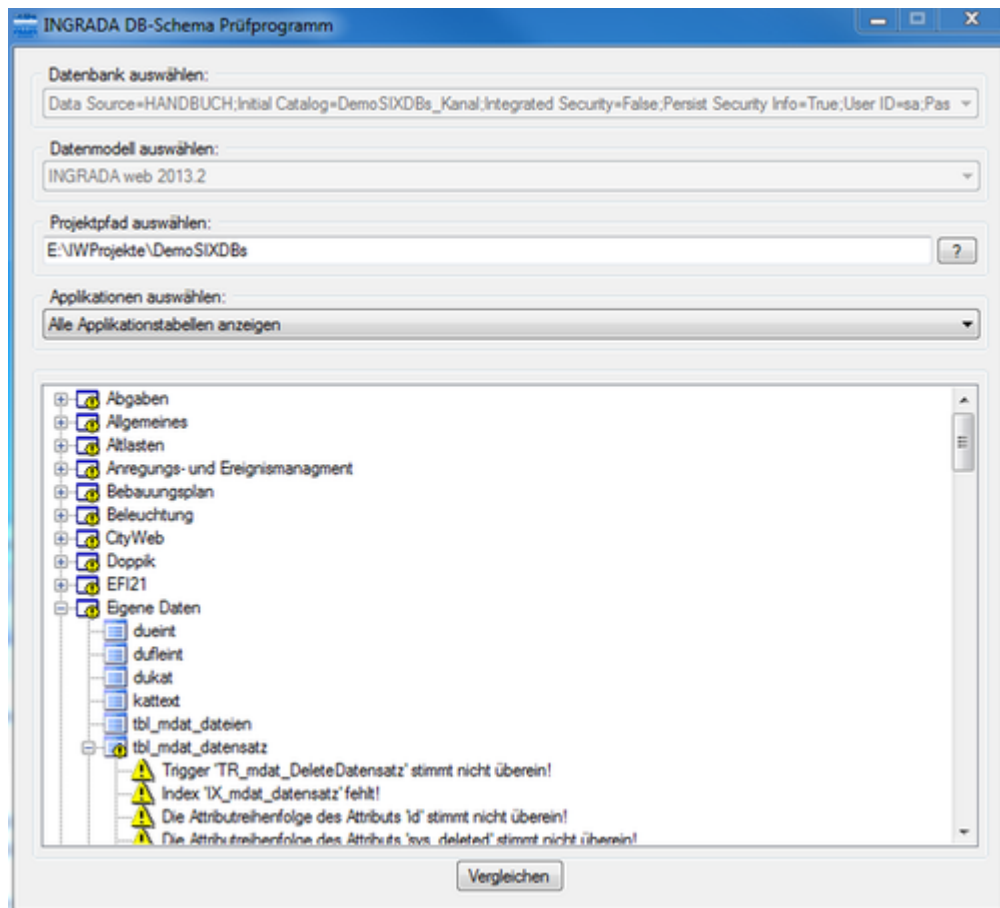 INGRADA DB-Schema Prüfprogramm
Datenbank auswählen:
Data Source=HANDBUCH;Initial Catalog=DemoSIXDBs_Kanal;Integrated Security=False;Persist Security Info=True;User ID=sa;Pas
Datenmodell auswählen:
INGRADA web 2013.2
Projektpfad auswählen:
E:\IWProjekte\DemoSIXDBs
?
Applikationen auswählen:
Alle Applikationstabellen anzeigen
Abgaben
Allgemeines
Altlasten
Anregungs- und Ereignismanagment
Bebauungsplan
Beleuchtung
CityWeb
Doppik
EFI21
Eigene Daten
dueint
dufleint
dukat
kattext
tbl_mdat_dateien
tbl_mdat_datensatz
Trigger 'TR_mdat_DeleteDatensatz' stimmt nicht überein!
Index 'IX_mdat_datensatz' fehlt!
Die Attributreihenfolge des Attributs 'id' stimmt nicht überein!
Die Attributreihenfolge des Attributs 'sys_deleted' stimmt nicht überein!
Vergleichen